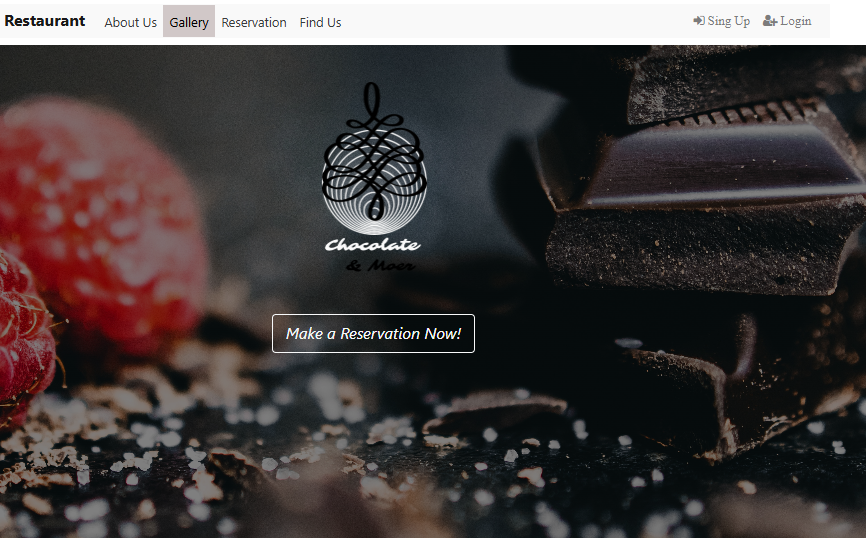 Restaurant About Us Gallery Reservation Find Us Sing Up Login
Chocolate
& Moer
Make a Reservation Now!